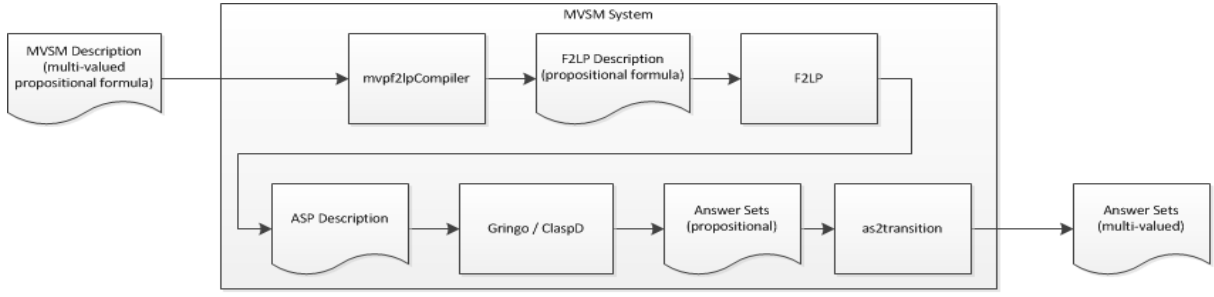 MVSM System
MVSM Description
(multi-valued
propositional formula)
mvpf2lpCompiler
F2LP Description
(propositional formula)
F2LP
ASP Description
Gringo / ClaspD
Answer Sets
(propositional)
as2transition
Answer Sets
(multi-valued)